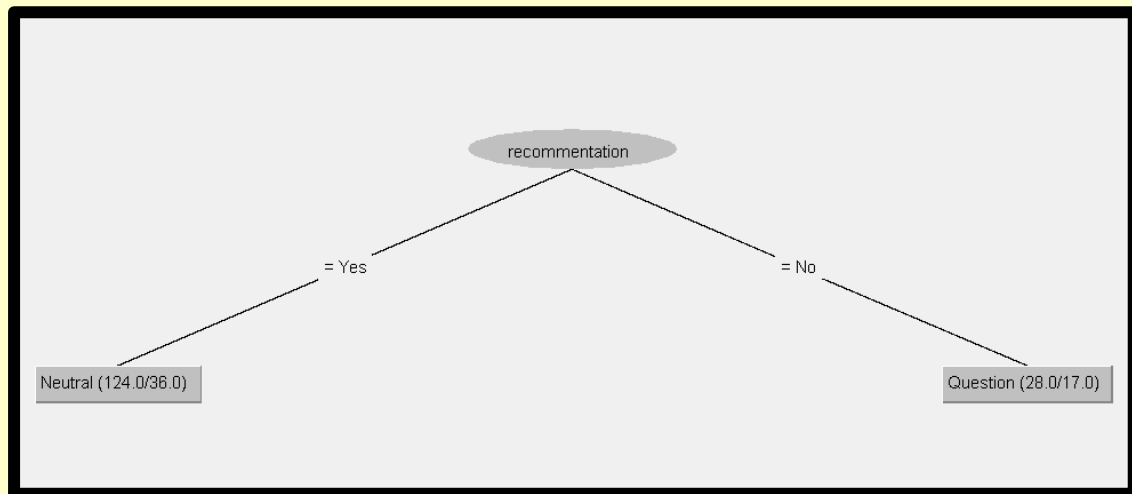 recommentation
= Yes
= No
Neutral (124.0/36.0)
Question (28.0/17.0)